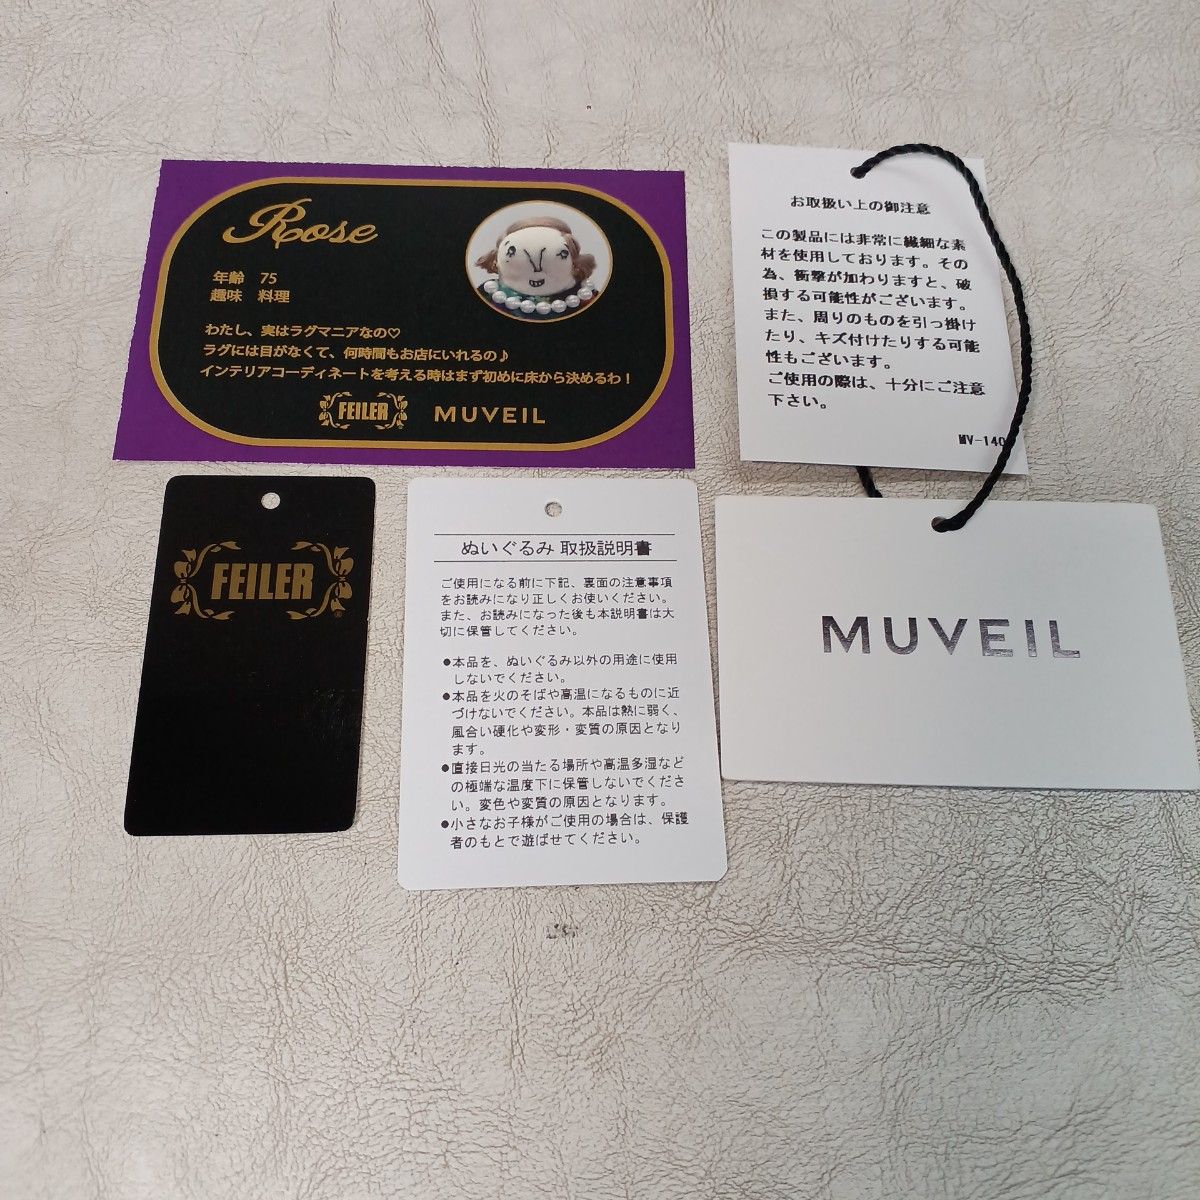 Rose
年齢 75
趣味 料理
わたし、実はラグマニアなの♡
ラグには目がなくて、何時間もお店にいれるの♪
インテリアコーディネートを考える時はまず初めに床から決めるわ！
FEILER MUVEIL
お取扱い上の御注意
この製品には非常に繊細な素
材を使用しております。その
為、衝撃が加わりますと、破
損する可能性がございます。
また、周りのものを引っ掛け
たり、キズ付けたりする可能
性もございます。
ご使用の際は、十分にご注意
下さい。
MV-140
FEILER
ぬいぐるみ 取扱説明書
ご使用になる前に下記、裏面の注意事項
をお読みになり正しくお使いください。
また、お読みになった後も本説明書は大
切に保管してください。
●本品を、ぬいぐるみ以外の用途に使用
しないでください。
●本品を火のそばや高温になるものに近
づけないでください。本品は熱に弱く、
風合い硬化や変形・変質の原因となり
ます。
●直接日光の当たる場所や高温多湿など
の極端な温度下に保管しないでくださ
い。変色や変質の原因となります。
●小さなお子様がご使用の場合は、保護
者のもとで遊ばせてください。
MUVEIL